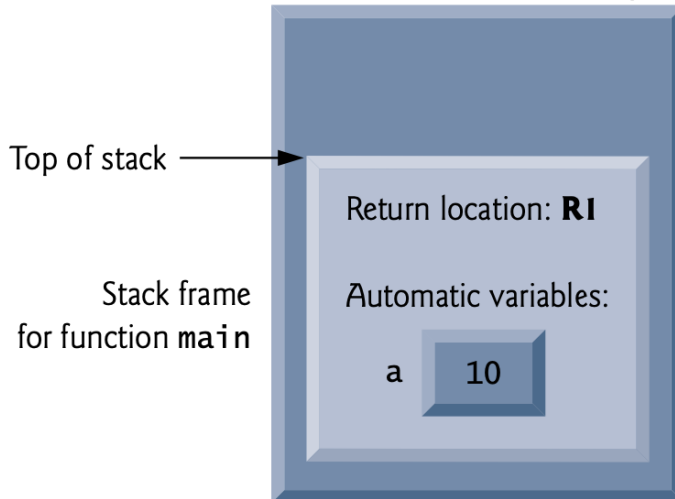 Top of stack
Return location: R1
Stack frame
for function main
Automatic variables:
a 10